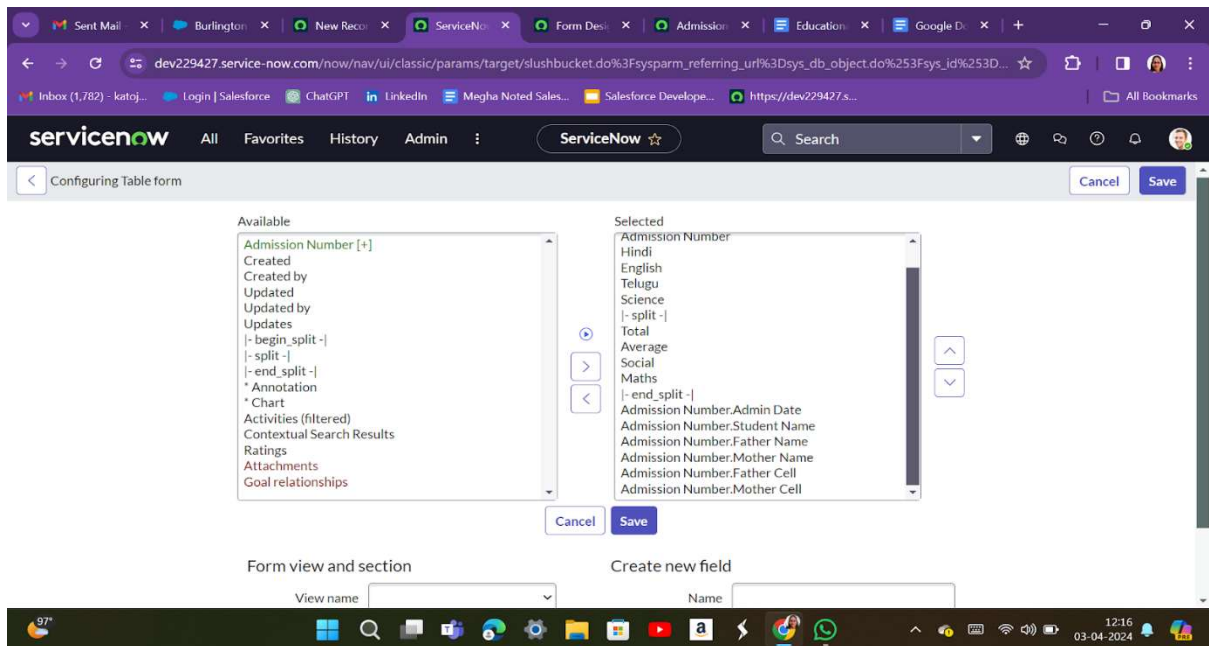 Sent Mail -
Burlington
New Recor
ServiceNo
Form Desi
Admission
Education
Google Do
dev229427.service-now.com/now/nav/ui/classic/params/target/slushbucket.do%3Fsysparm_referring_url%3Dsys_db_object.do%253Fsys_id%253D...
Inbox (1,782) - katoj...
Login | Salesforce
ChatGPT
LinkedIn
Megha Noted Sales...
Salesforce Develope...
https://dev229427.s...
All Bookmarks
servicenow All Favorites History Admin ServiceNow Search
Configuring Table form
Cancel Save
Available
Admission Number [+]
Created
Created by
Updated
Updated by
Updates
|- begin_split -|
|- split -|
|- end_split -|
* Annotation
* Chart
Activities (filtered)
Contextual Search Results
Ratings
Attachments
Goal relationships
Selected
Admission Number
Hindi
English
Telugu
Science
|- split -|
Total
Average
Social
Maths
|- end_split -|
Admission Number.Admin Date
Admission Number.Student Name
Admission Number.Father Name
Admission Number.Mother Name
Admission Number.Father Cell
Admission Number.Mother Cell
Cancel Save
Form view and section
View name
Create new field
Name
97°
12:16
03-04-2024